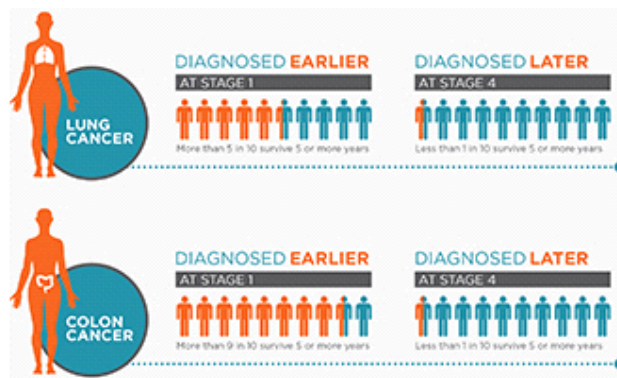 DIAGNOSED EARLIER
AT STAGE 1
More than 5 in 10 survive 5 or more years
DIAGNOSED LATER
AT STAGE 4
Less than 1 in 10 survive 5 or more years
LUNG
CANCER
DIAGNOSED EARLIER
AT STAGE 1
More than 9 in 10 survive 5 or more years
DIAGNOSED LATER
AT STAGE 4
Less than 1 in 10 survive 5 or more years
COLON
CANCER